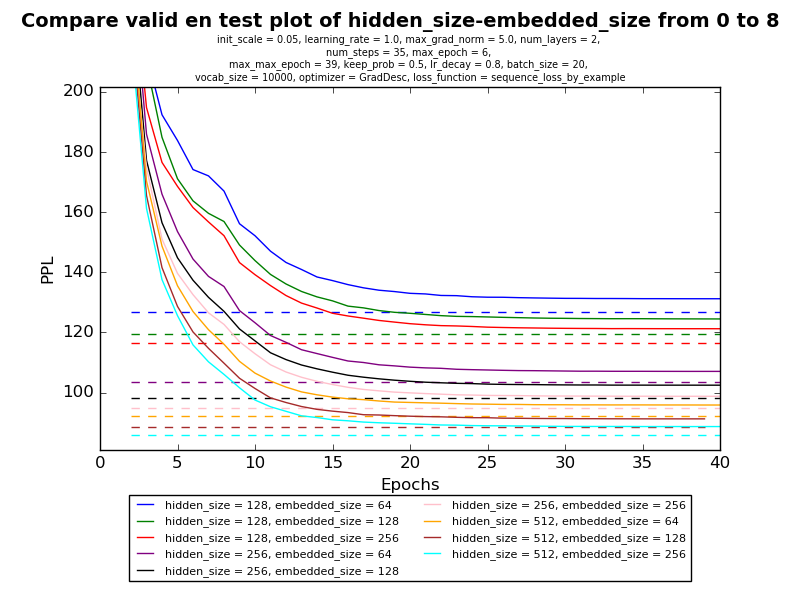 Compare valid en test plot of hidden_size-embedded_size from 0 to 8
init_scale = 0.05, learning_rate = 1.0, max_grad_norm = 5.0, num_layers = 2,
num_steps = 35, max_epoch = 6,
max_max_epoch = 39, keep_prob = 0.5, lr_decay = 0.8, batch_size = 20,
vocab_size = 10000, optimizer = GradDesc, loss_function = sequence_loss_by_example
200
180
160
140
120
100
PPL
0 5 10 15 20 25 30 35 40
Epochs
hidden_size = 128, embedded_size = 64
hidden_size = 128, embedded_size = 128
hidden_size = 128, embedded_size = 256
hidden_size = 256, embedded_size = 64
hidden_size = 256, embedded_size = 128
hidden_size = 256, embedded_size = 256
hidden_size = 512, embedded_size = 64
hidden_size = 512, embedded_size = 128
hidden_size = 512, embedded_size = 256